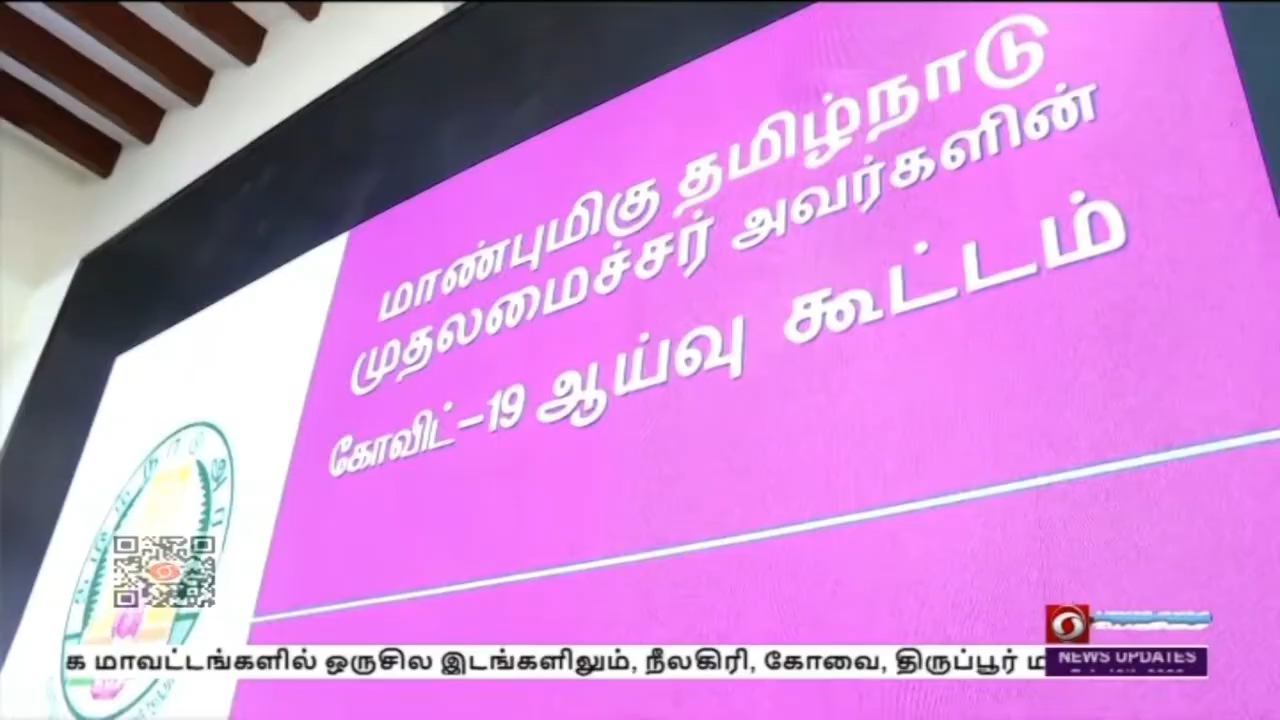 மாண்புமிகு தமிழ்நாடு
முதலமைச்சர் அவர்களின்
கோவிட்-19 ஆய்வு கூட்டம்
க மாவட்டங்களில் ஒருசில இடங்களிலும், நீலகிரி, கோவை, திருப்பூர் ம
NEWS UPDATES